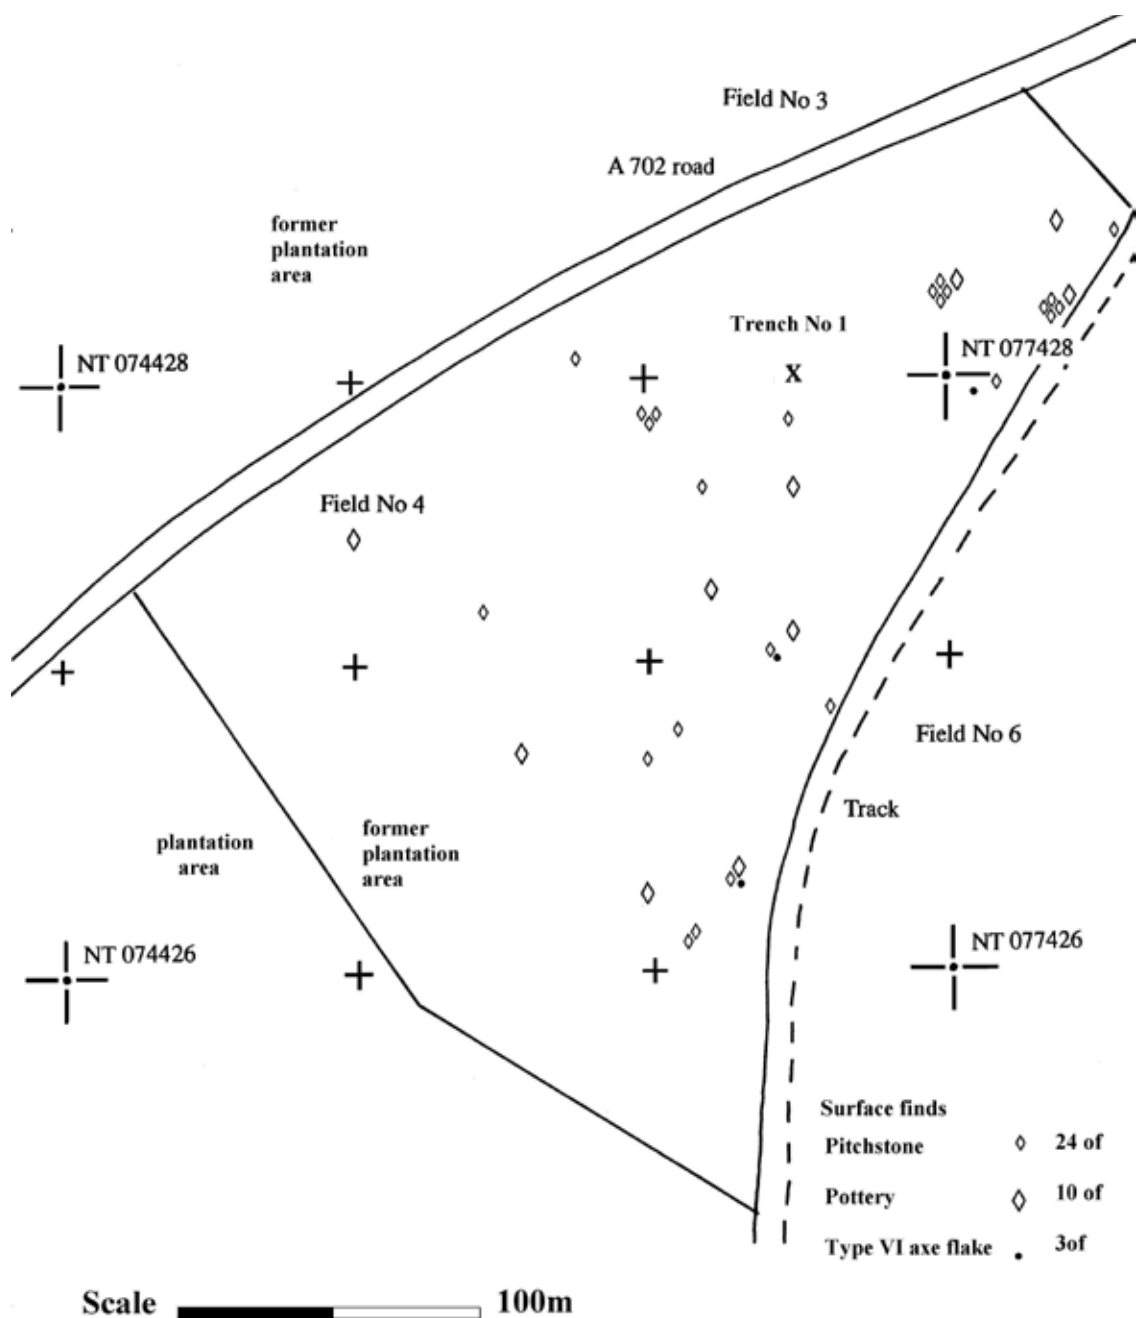 Field No 3
A 702 road
former
plantation
area
Trench No 1
NT 074428
NT 077428
X
Field No 4
Field No 6
Track
plantation
area
former
plantation
area
NT 074426
NT 077426
Surface finds
Pitchstone 24 of
Pottery 10 of
Type VI axe flake 3of
Scale 100m